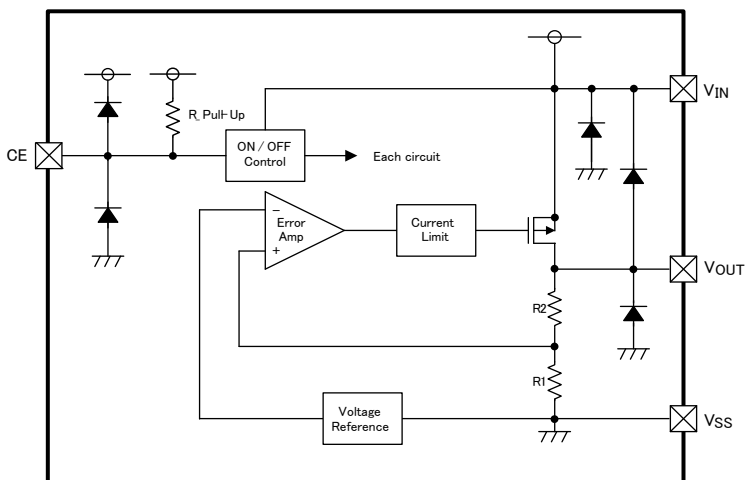 VIN
R_Pull-Up
CE
ON / OFF
Control
Each circuit
−
Error
Amp
+
Current
Limit
VOUT
R2
R1
Voltage
Reference
VSS